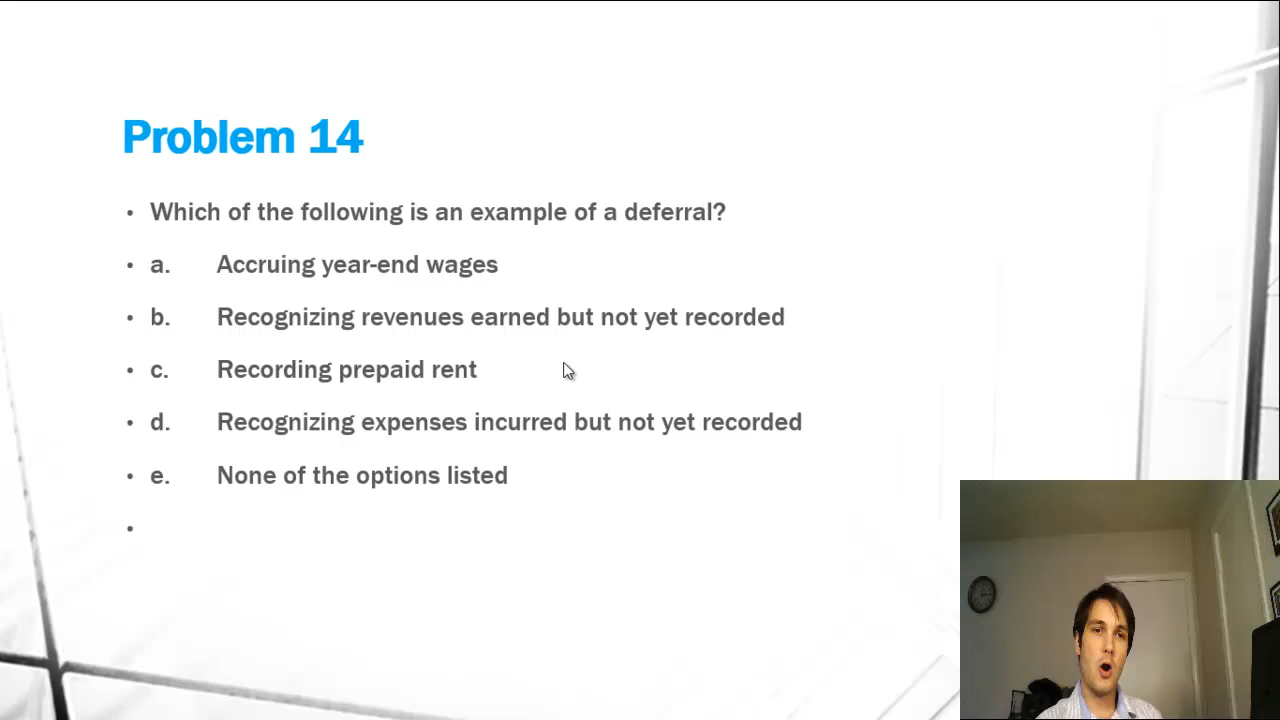 Problem 14
• Which of the following is an example of a deferral?
• a. Accruing year-end wages
• b. Recognizing revenues earned but not yet recorded
• c. Recording prepaid rent
• d. Recognizing expenses incurred but not yet recorded
• e. None of the options listed
•